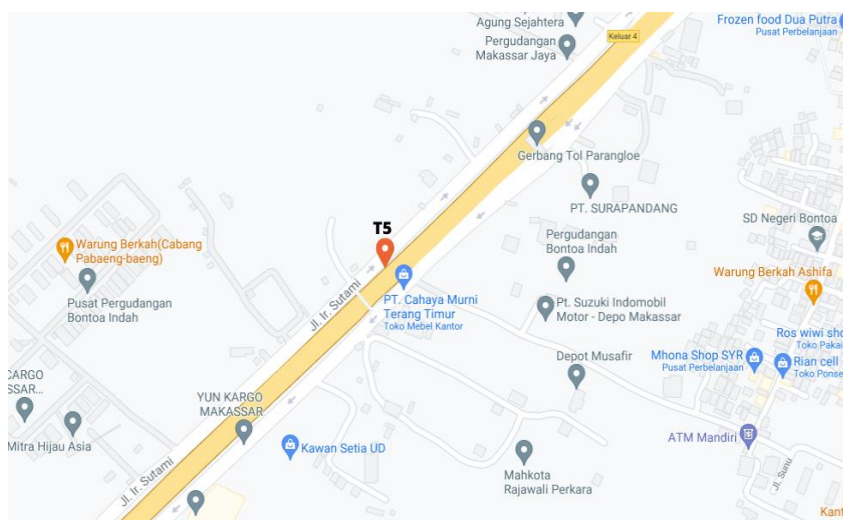 Agung Sejahtera
Pergudangan
Makassar Jaya
Keluar 4
Frozen food Dua Putra
Pusat Perbelanjaan
Gerbang Tol Parangloe
PT. SURAPANDANG
SD Negeri Bontoa
T5
Pergudangan
Bontoa Indah
Warung Berkah(Cabang
Pabaeng-baeng)
Warung Berkah Ashifa
Pusat Pergudangan
Bontoa Indah
Jl. Ir. Sutami
PT. Cahaya Murni
Terang Timur
Toko Mebel Kantor
Pt. Suzuki Indomobil
Motor - Depo Makassar
Ros wiwi sho
Toko Pakai
Mhona Shop SYR
Pusat Perbelanjaan
Rian cell
Toko Ponse
Depot Musafir
CARGO
SSAR...
YUN KARGO
MAKASSAR
Mitra Hijau Asia
Kawan Setia UD
ATM Mandiri
Mahkota
Rajawali Perkara
Jl. Ir. Sutami
Jl. Sunu
Kant